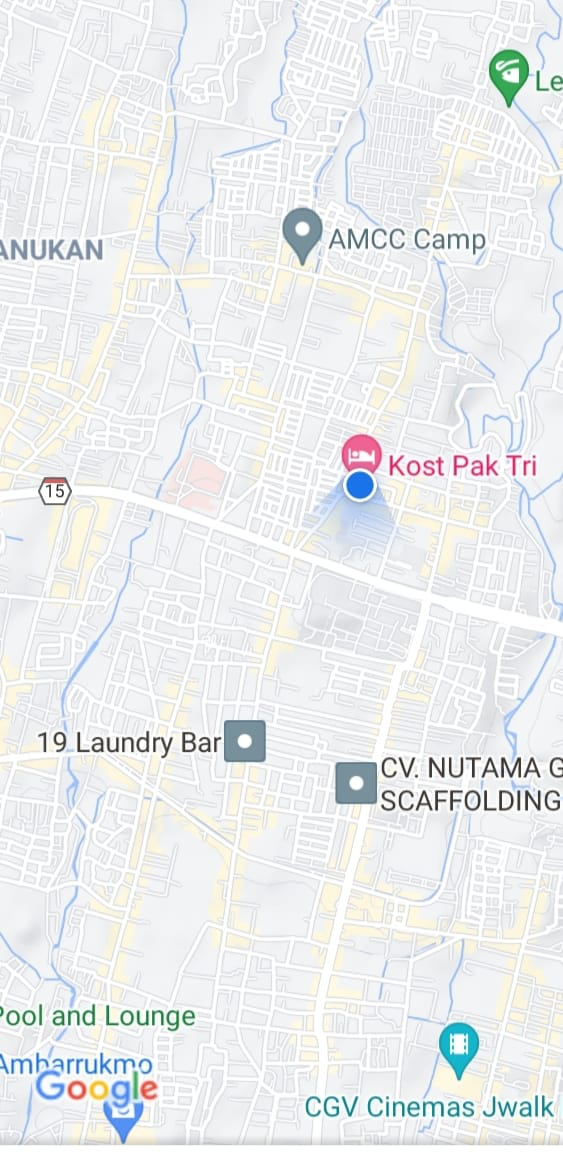 Le
ANUKAN
AMCC Camp
Kost Pak Tri
15
19 Laundry Bar
CV. NUTAMA G
SCAFFOLDING
Pool and Lounge
Ambarrukmo
Google
CGV Cinemas Jwalk